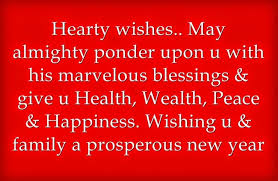 Hearty wishes.. May
almighty ponder upon u with
his marvelous blessings &
give u Health, Wealth, Peace
& Happiness. Wishing u &
family a prosperous new year